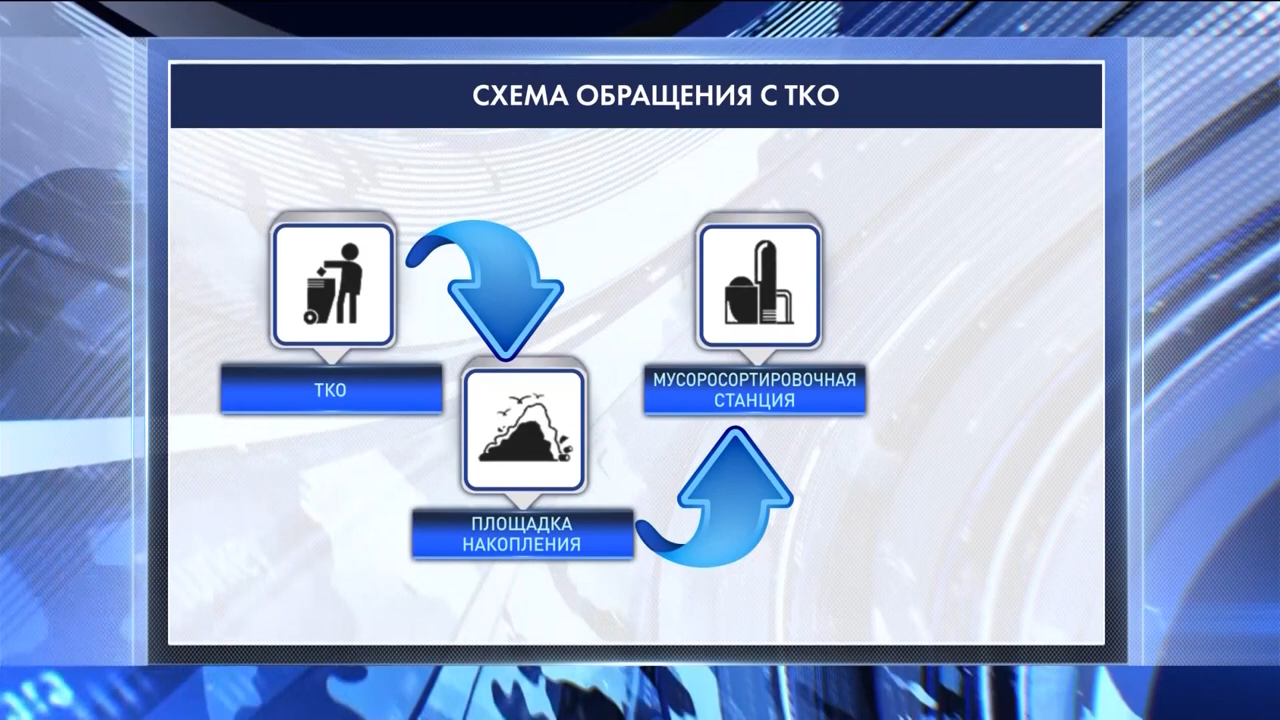 СХЕМА ОБРАЩЕНИЯ С ТКО
ТКО
ПЛОЩАДКА
НАКОПЛЕНИЯ
МУСОРОСОРТИРОВОЧНАЯ
СТАНЦИЯ